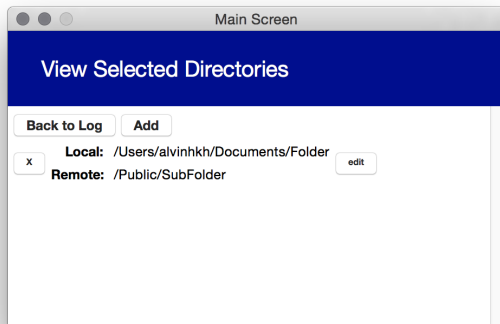 Main Screen
View Selected Directories
Back to Log Add
Local: /Users/alvinhkh/Documents/Folder
X edit
Remote: /Public/SubFolder